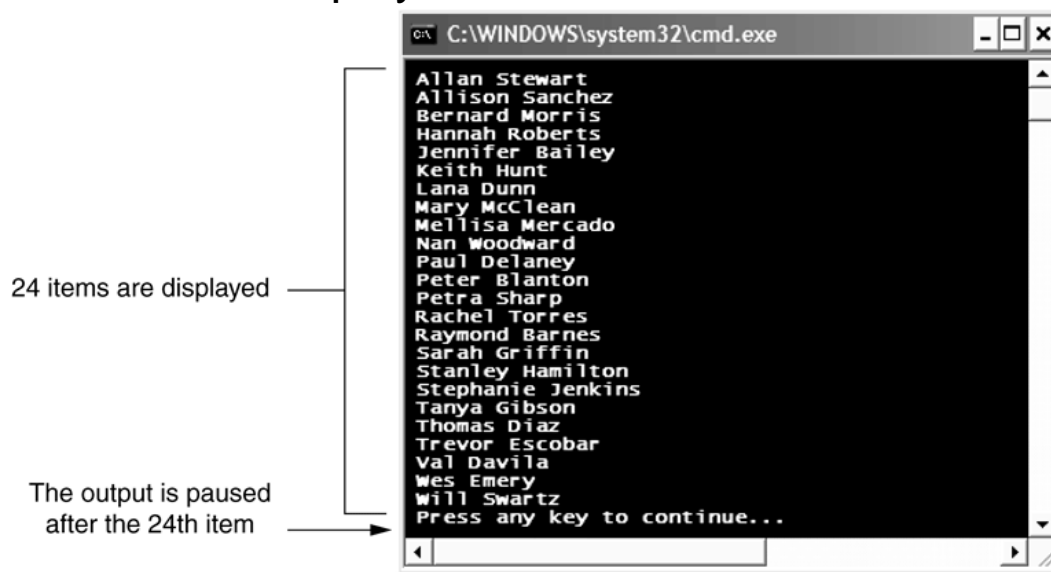 C:\WINDOWS\system32\cmd.exe
Allan Stewart
Allison Sanchez
Bernard Morris
Hannah Roberts
Jennifer Bailey
Keith Hunt
Lana Dunn
Mary McClean
Mellisa Mercado
Nan Woodward
Paul Delaney
Peter Blanton
Petra Sharp
Rachel Torres
Raymond Barnes
Sarah Griffin
Stanley Hamilton
Stephanie Jenkins
Tanya Gibson
Thomas Diaz
Trevor Escobar
Val Davila
Wes Emery
Will Swartz
Press any key to continue...
24 items are displayed
The output is paused
after the 24th item